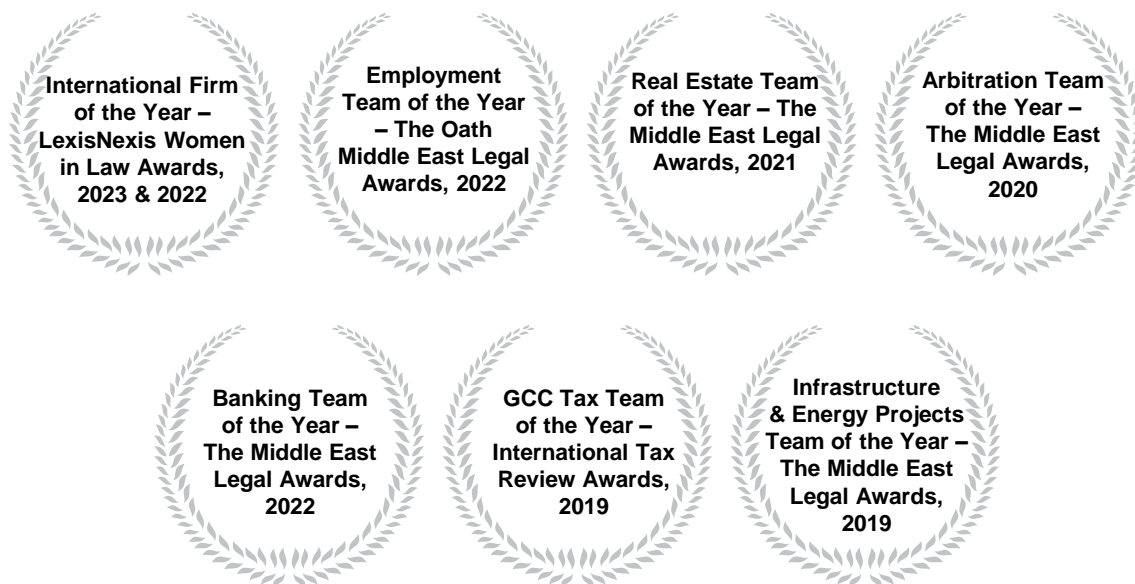 International Firm
of the Year –
LexisNexis Women
in Law Awards,
2023 & 2022
Employment
Team of the Year
– The Oath
Middle East Legal
Awards, 2022
Real Estate Team
of the Year – The
Middle East Legal
Awards, 2021
Arbitration Team
of the Year –
The Middle East
Legal Awards,
2020
Banking Team
of the Year –
The Middle East
Legal Awards,
2022
GCC Tax Team
of the Year –
International Tax
Review Awards,
2019
Infrastructure
& Energy Projects
Team of the Year –
The Middle East
Legal Awards,
2019